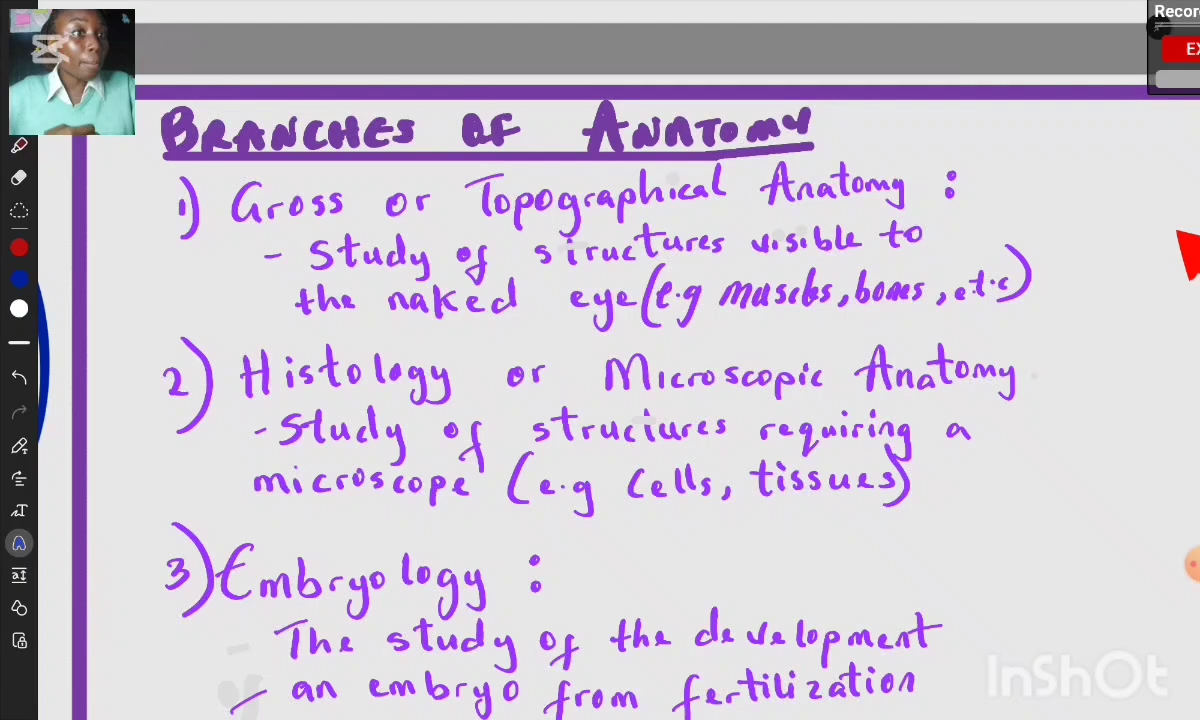 Recor
EX
BRANCHES OF ANATOMY
1) Gross or Topographical Anatomy :
- Study of structures visible to
the naked eye (e.g muscles, bones, e.t.c)
2) Histology or Microscopic Anatomy
- Study of structures requiring a
microscope (e.g cells, tissues)
3) Embryology :
The study of the development
- an embryo from fertilization
InShOt